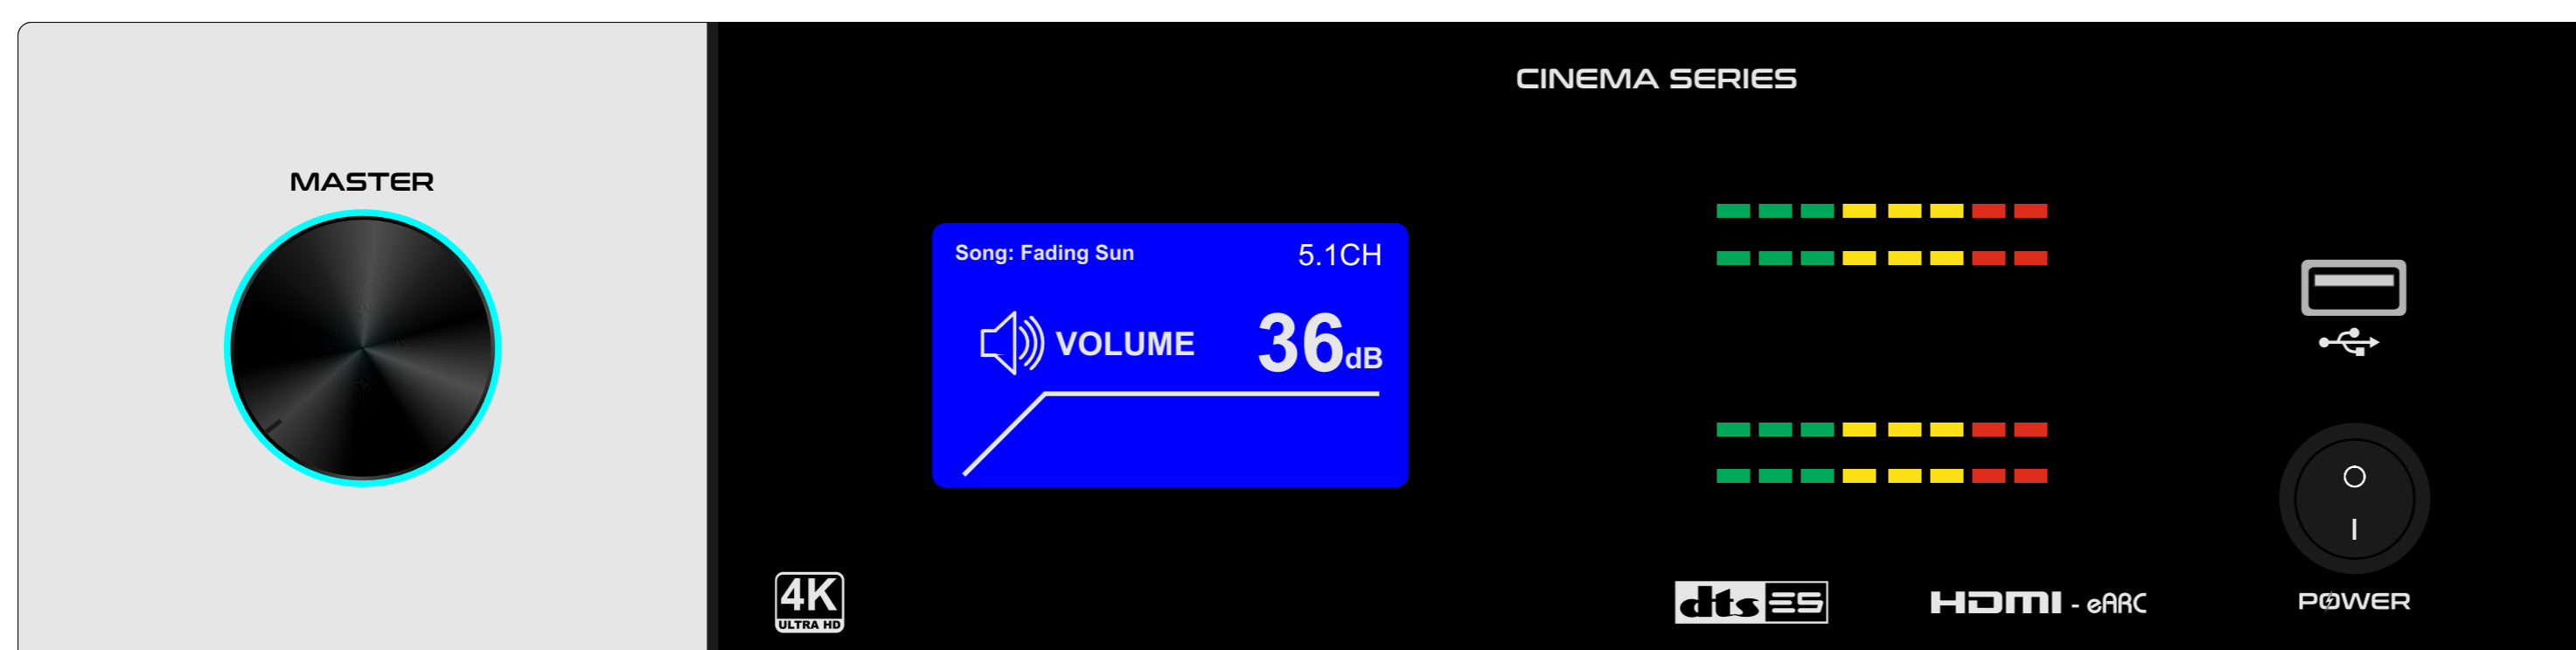 CINEMA SERIES
MASTER
Song: Fading Sun
5.1CH
VOLUME
36dB
4K
ULTRA HD
dts ES
HDMI - eARC
POWER